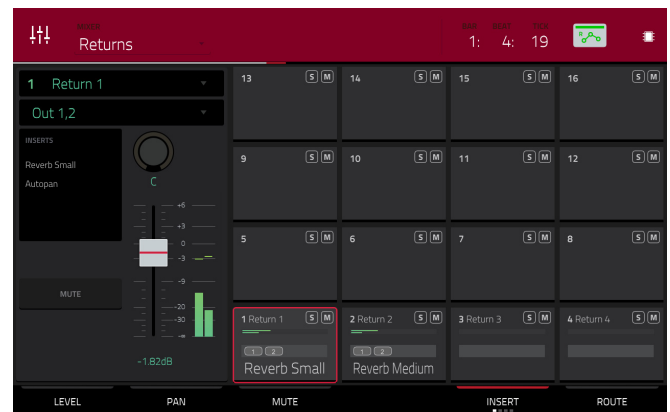 Returns
BAR BEAT TICK
1: 4: 19
R
1 Return 1
Out 1,2
INSERTS
Reverb Small
Autopan
C
+6
+3
0
-3
-9
-20
-30
-∞
MUTE
-1.82dB
13 S M
14 S M
15 S M
16 S M
9 S M
10 S M
11 S M
12 S M
5 S M
6 S M
7 S M
8 S M
1 Return 1 S M
1 2
Reverb Small
2 Return 2 S M
1 2
Reverb Medium
3 Return 3 S M
4 Return 4 S M
LEVEL PAN MUTE INSERT ROUTE